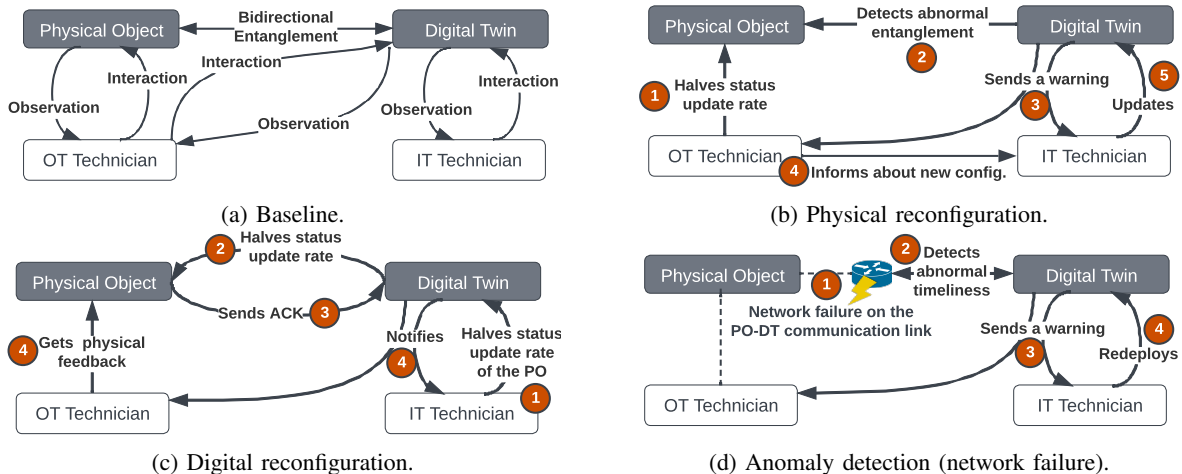 Physical Object
Bidirectional
Entanglement
Digital Twin
Interaction
Interaction
Interaction
Observation
Observation
Observation
OT Technician
IT Technician
(a) Baseline.
Physical Object
Detects abnormal
entanglement
2
Digital Twin
1
Halves status
update rate
Sends a warning
3
5
Updates
OT Technician
4
Informs about new config.
IT Technician
(b) Physical reconfiguration.
2
Halves status
update rate
Physical Object
Digital Twin
Sends ACK
3
4
Gets physical
feedback
Notifies
4
Halves status
update rate
of the PO
1
OT Technician
IT Technician
(c) Digital reconfiguration.
Physical Object
1
2
Detects
abnormal
timeliness
Digital Twin
Network failure on the
PO-DT communication link
Sends a warning
3
4
Redeploys
OT Technician
IT Technician
(d) Anomaly detection (network failure).